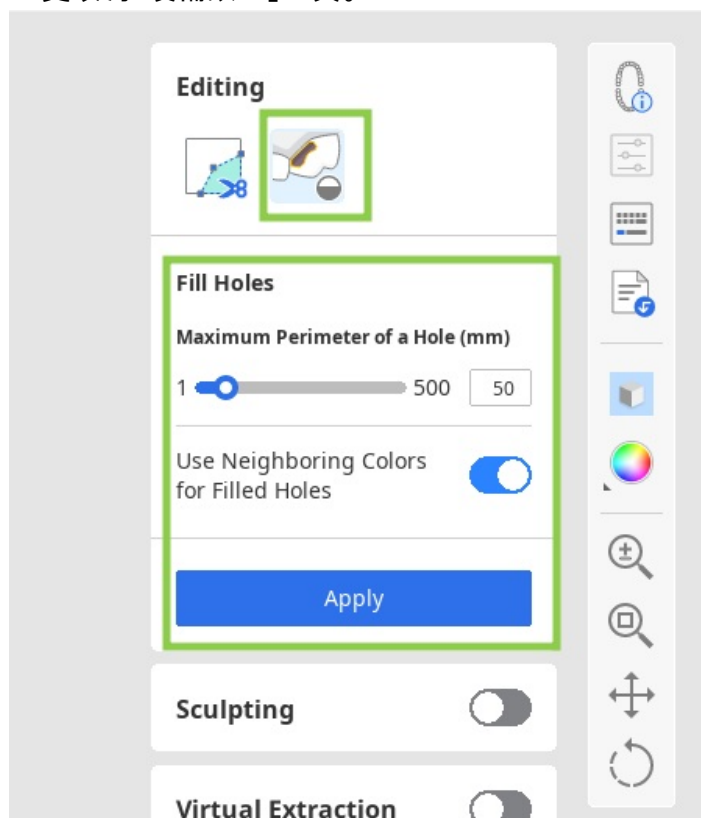 Editing
Fill Holes
Maximum Perimeter of a Hole (mm)
1 500 50
Use Neighboring Colors
for Filled Holes
Apply
Sculpting
Virtual Extraction